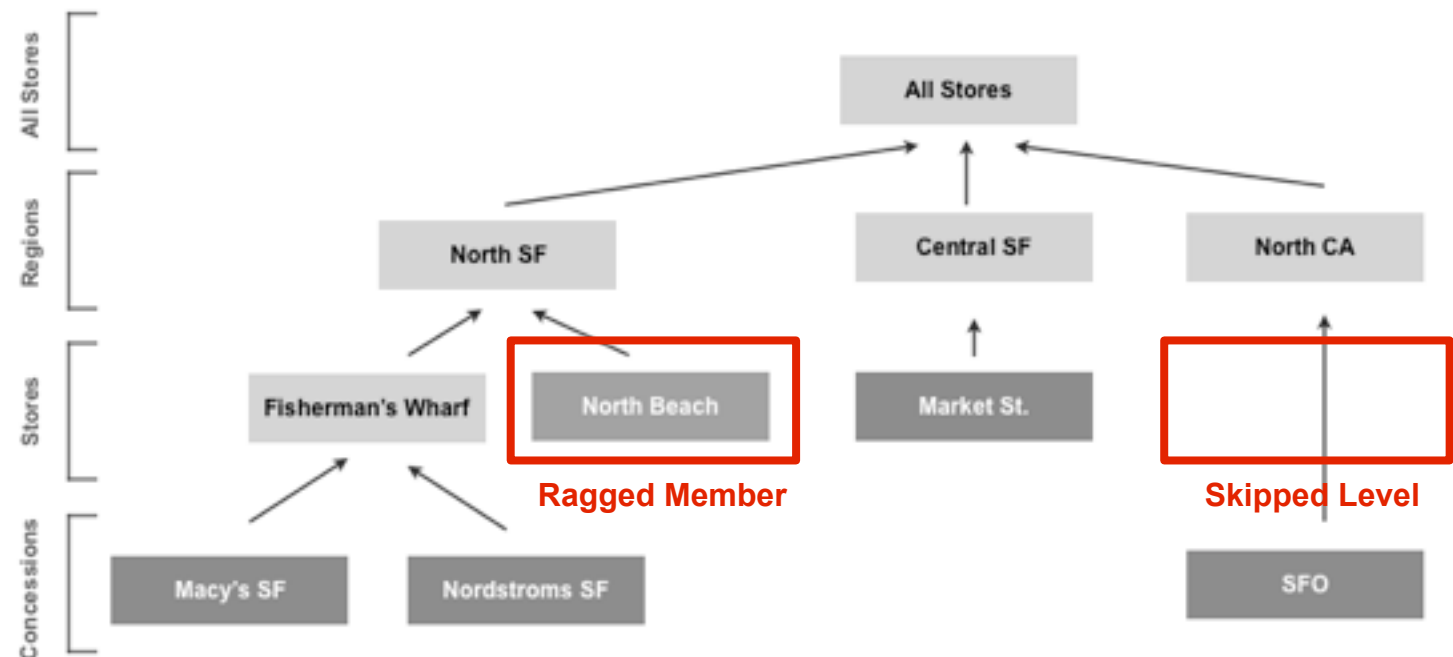 All Stores
All Stores
Regions
North SF
Central SF
North CA
Stores
Fisherman's Wharf
North Beach
Market St.
Ragged Member
Skipped Level
Concessions
Macy's SF
Nordstroms SF
SFO